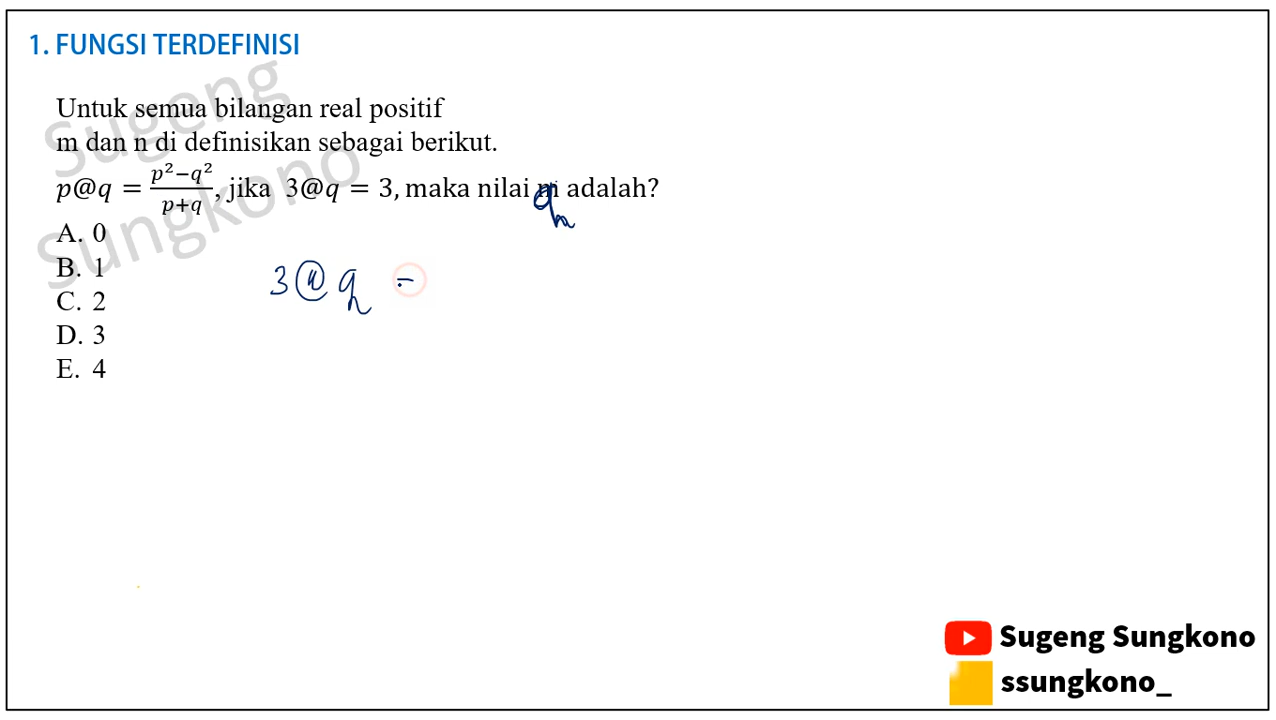 1. FUNGSI TERDEFINISI
Sugeng
Sungkono
Untuk semua bilangan real positif
m dan n di definisikan sebagai berikut.
p@q = \frac{p²−q²}{p+q}, jika 3@q = 3, maka nilai m adalah?
q
A. 0
B. 1
C. 2
D. 3
E. 4
3 @ q =
Sugeng Sungkono
ssungkono_